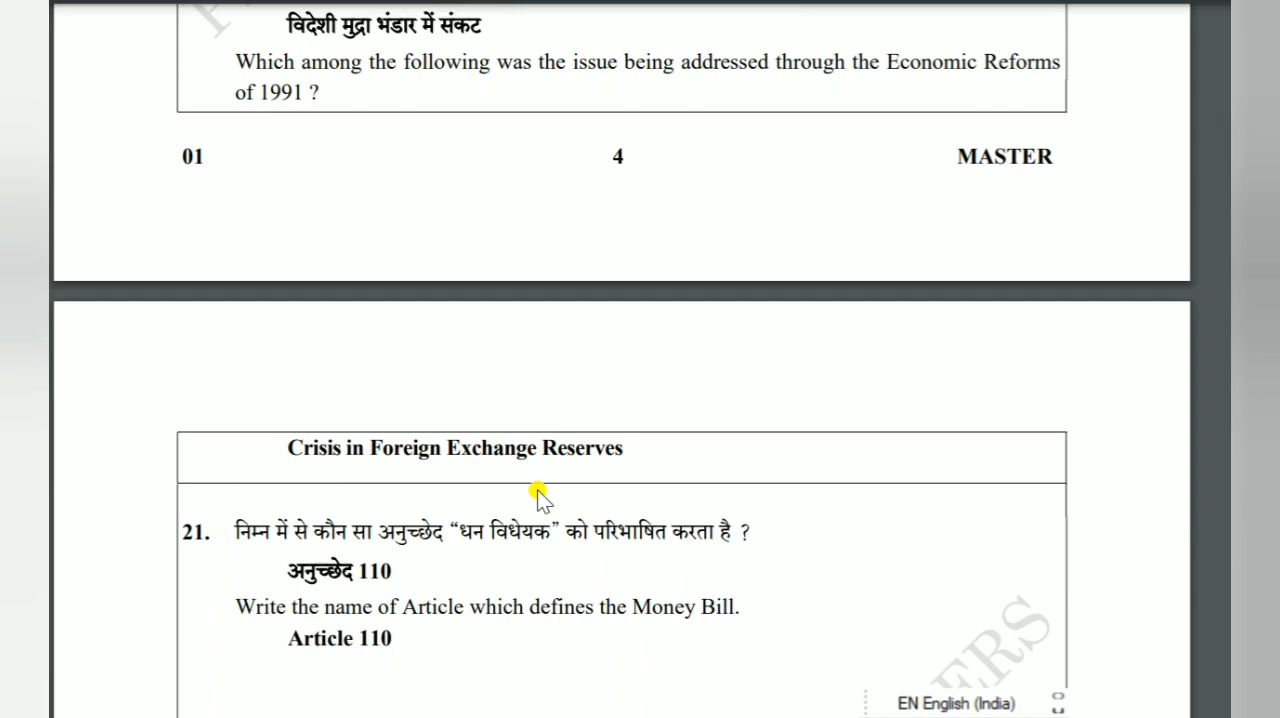 विदेशी मुद्रा भंडार में संकट
Which among the following was the issue being addressed through the Economic Reforms
of 1991 ?
01 4 MASTER
Crisis in Foreign Exchange Reserves
21. निम्न में से कौन सा अनुच्छेद “धन विधेयक” को परिभाषित करता है ?
अनुच्छेद 110
Write the name of Article which defines the Money Bill.
Article 110
ERS
EN English (India)